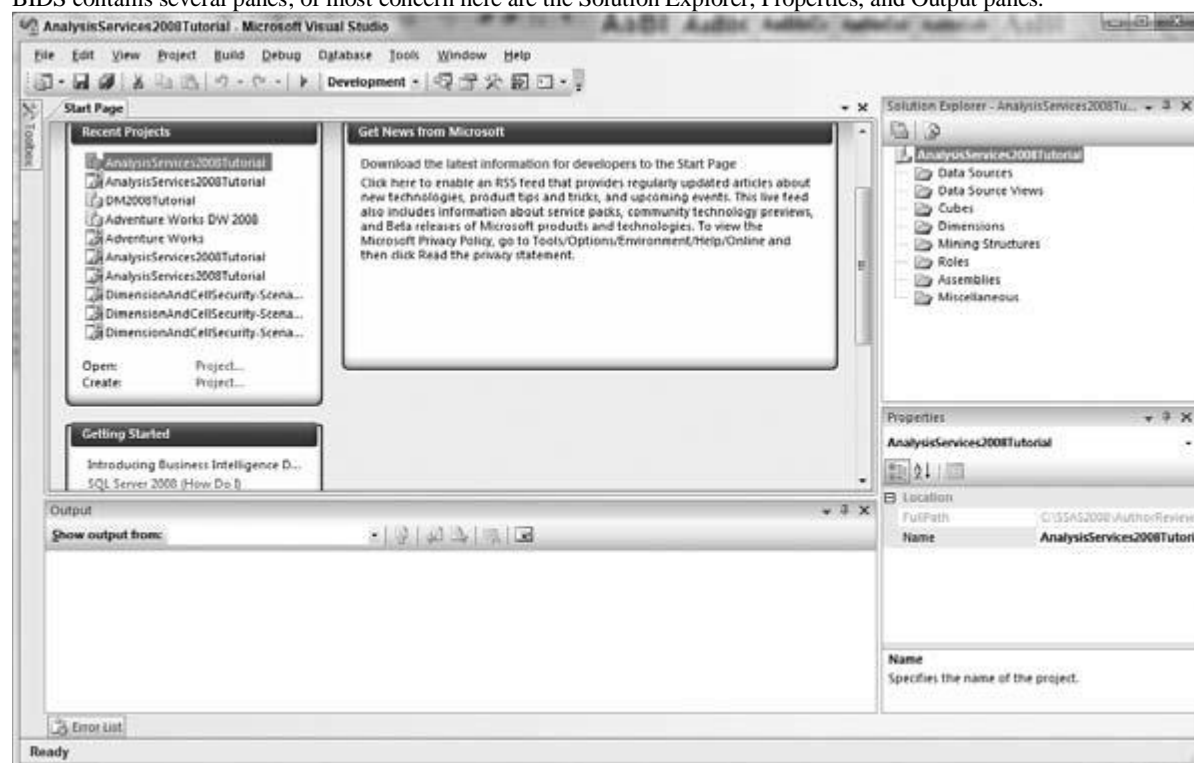 BIDS contains several panes; of most concern here are the Solution Explorer, Properties, and Output panes.
AnalysisServices2008Tutorial - Microsoft Visual Studio
File Edit View Project Build Debug Database Tools Window Help
Development
Toolbox
Start Page
Recent Projects
AnalysisServices2008Tutorial
AnalysisServices2008Tutorial
DM2008Tutorial
Adventure Works DW 2008
Adventure Works
AnalysisServices2008Tutorial
AnalysisServices2008Tutorial
DimensionAndCellSecurity-Scena...
DimensionAndCellSecurity-Scena...
DimensionAndCellSecurity-Scena...
Open: Project...
Create: Project...
Getting Started
Introducing Business Intelligence D...
SQL Server 2008 (How Do I)
Get News from Microsoft
Download the latest information for developers to the Start Page
Click here to enable an RSS feed that provides regularly updated articles about
new technologies, product tips and tricks, and upcoming events. This live feed
also includes information about service packs, community technology previews,
and Beta releases of Microsoft products and technologies. To view the
Microsoft Privacy Policy, go to Tools/Options/Environment/Help/Online and
then click Read the privacy statement.
Output
Show output from:
Error List
Ready
Solution Explorer - AnalysisServices2008Tu...
AnalysisServices2008Tutorial
Data Sources
Data Source Views
Cubes
Dimensions
Mining Structures
Roles
Assemblies
Miscellaneous
Properties
AnalysisServices2008Tutorial
Location
FullPath C:\SSAS2008\AuthorReview
Name AnalysisServices2008Tutori
Name
Specifies the name of the project.